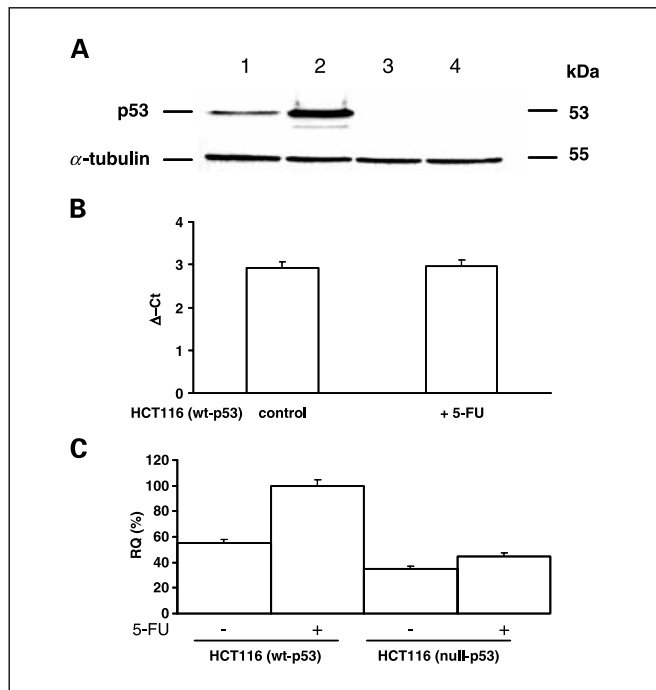 A
1 2 3 4 kDa
p53 53
α-tubulin 55
B
4
3
2
1
0
Δ–Ct
HCT116 (wt-p53) control + 5-FU
C
120
100
80
60
40
20
0
RQ (%)
5-FU - + - +
HCT116 (wt-p53) HCT116 (null-p53)